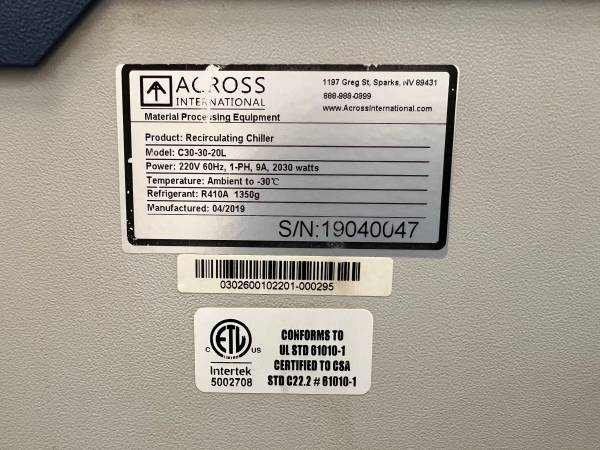 ACROSS
INTERNATIONAL
Material Processing Equipment
1197 Greg St, Sparks, NV 89431
888-988-0899
www.AcrossInternational.com
Product: Recirculating Chiller
Model: C30-30-20L
Power: 220V 60Hz, 1-PH, 9A, 2030 watts
Temperature: Ambient to -30℃
Refrigerant: R410A 1350g
Manufactured: 04/2019
S/N:19040047
0302600102201-000295
ETL
C US
LISTED
Intertek
5002708
CONFORMS TO
UL STD 61010-1
CERTIFIED TO CSA
STD C22.2 # 61010-1